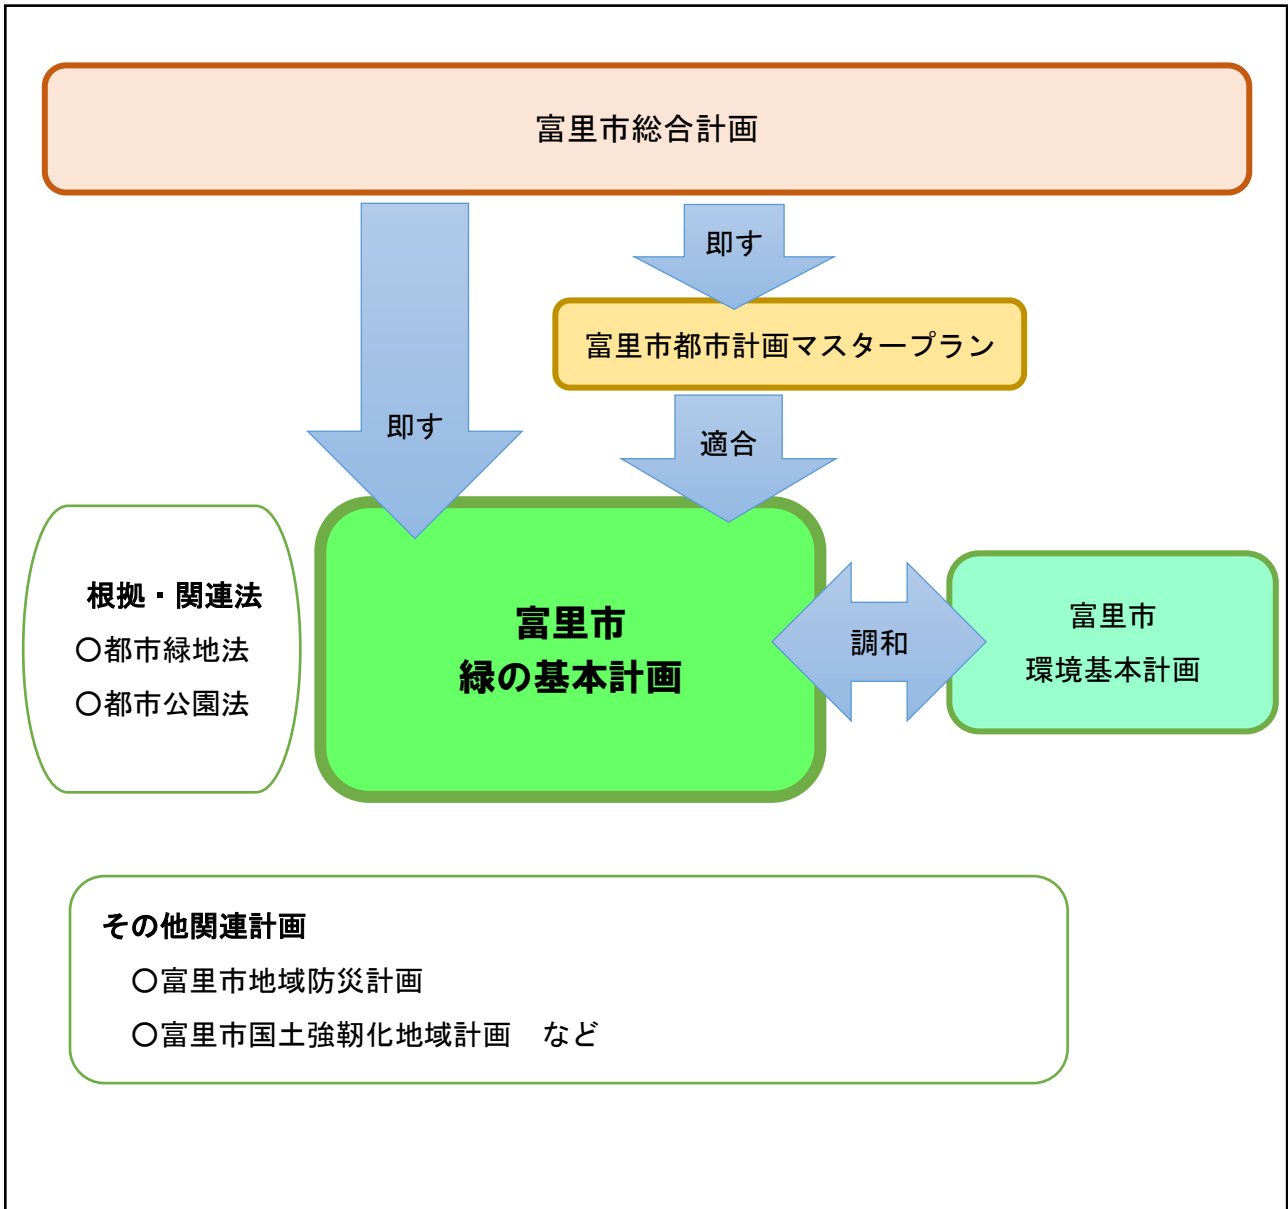 富里市総合計画
即す
富里市都市計画マスタープラン
即す
適合
根拠・関連法
〇都市緑地法
〇都市公園法
富里市
緑の基本計画
調和
富里市
環境基本計画
その他関連計画
〇富里市地域防災計画
〇富里市国土強靭化地域計画　など